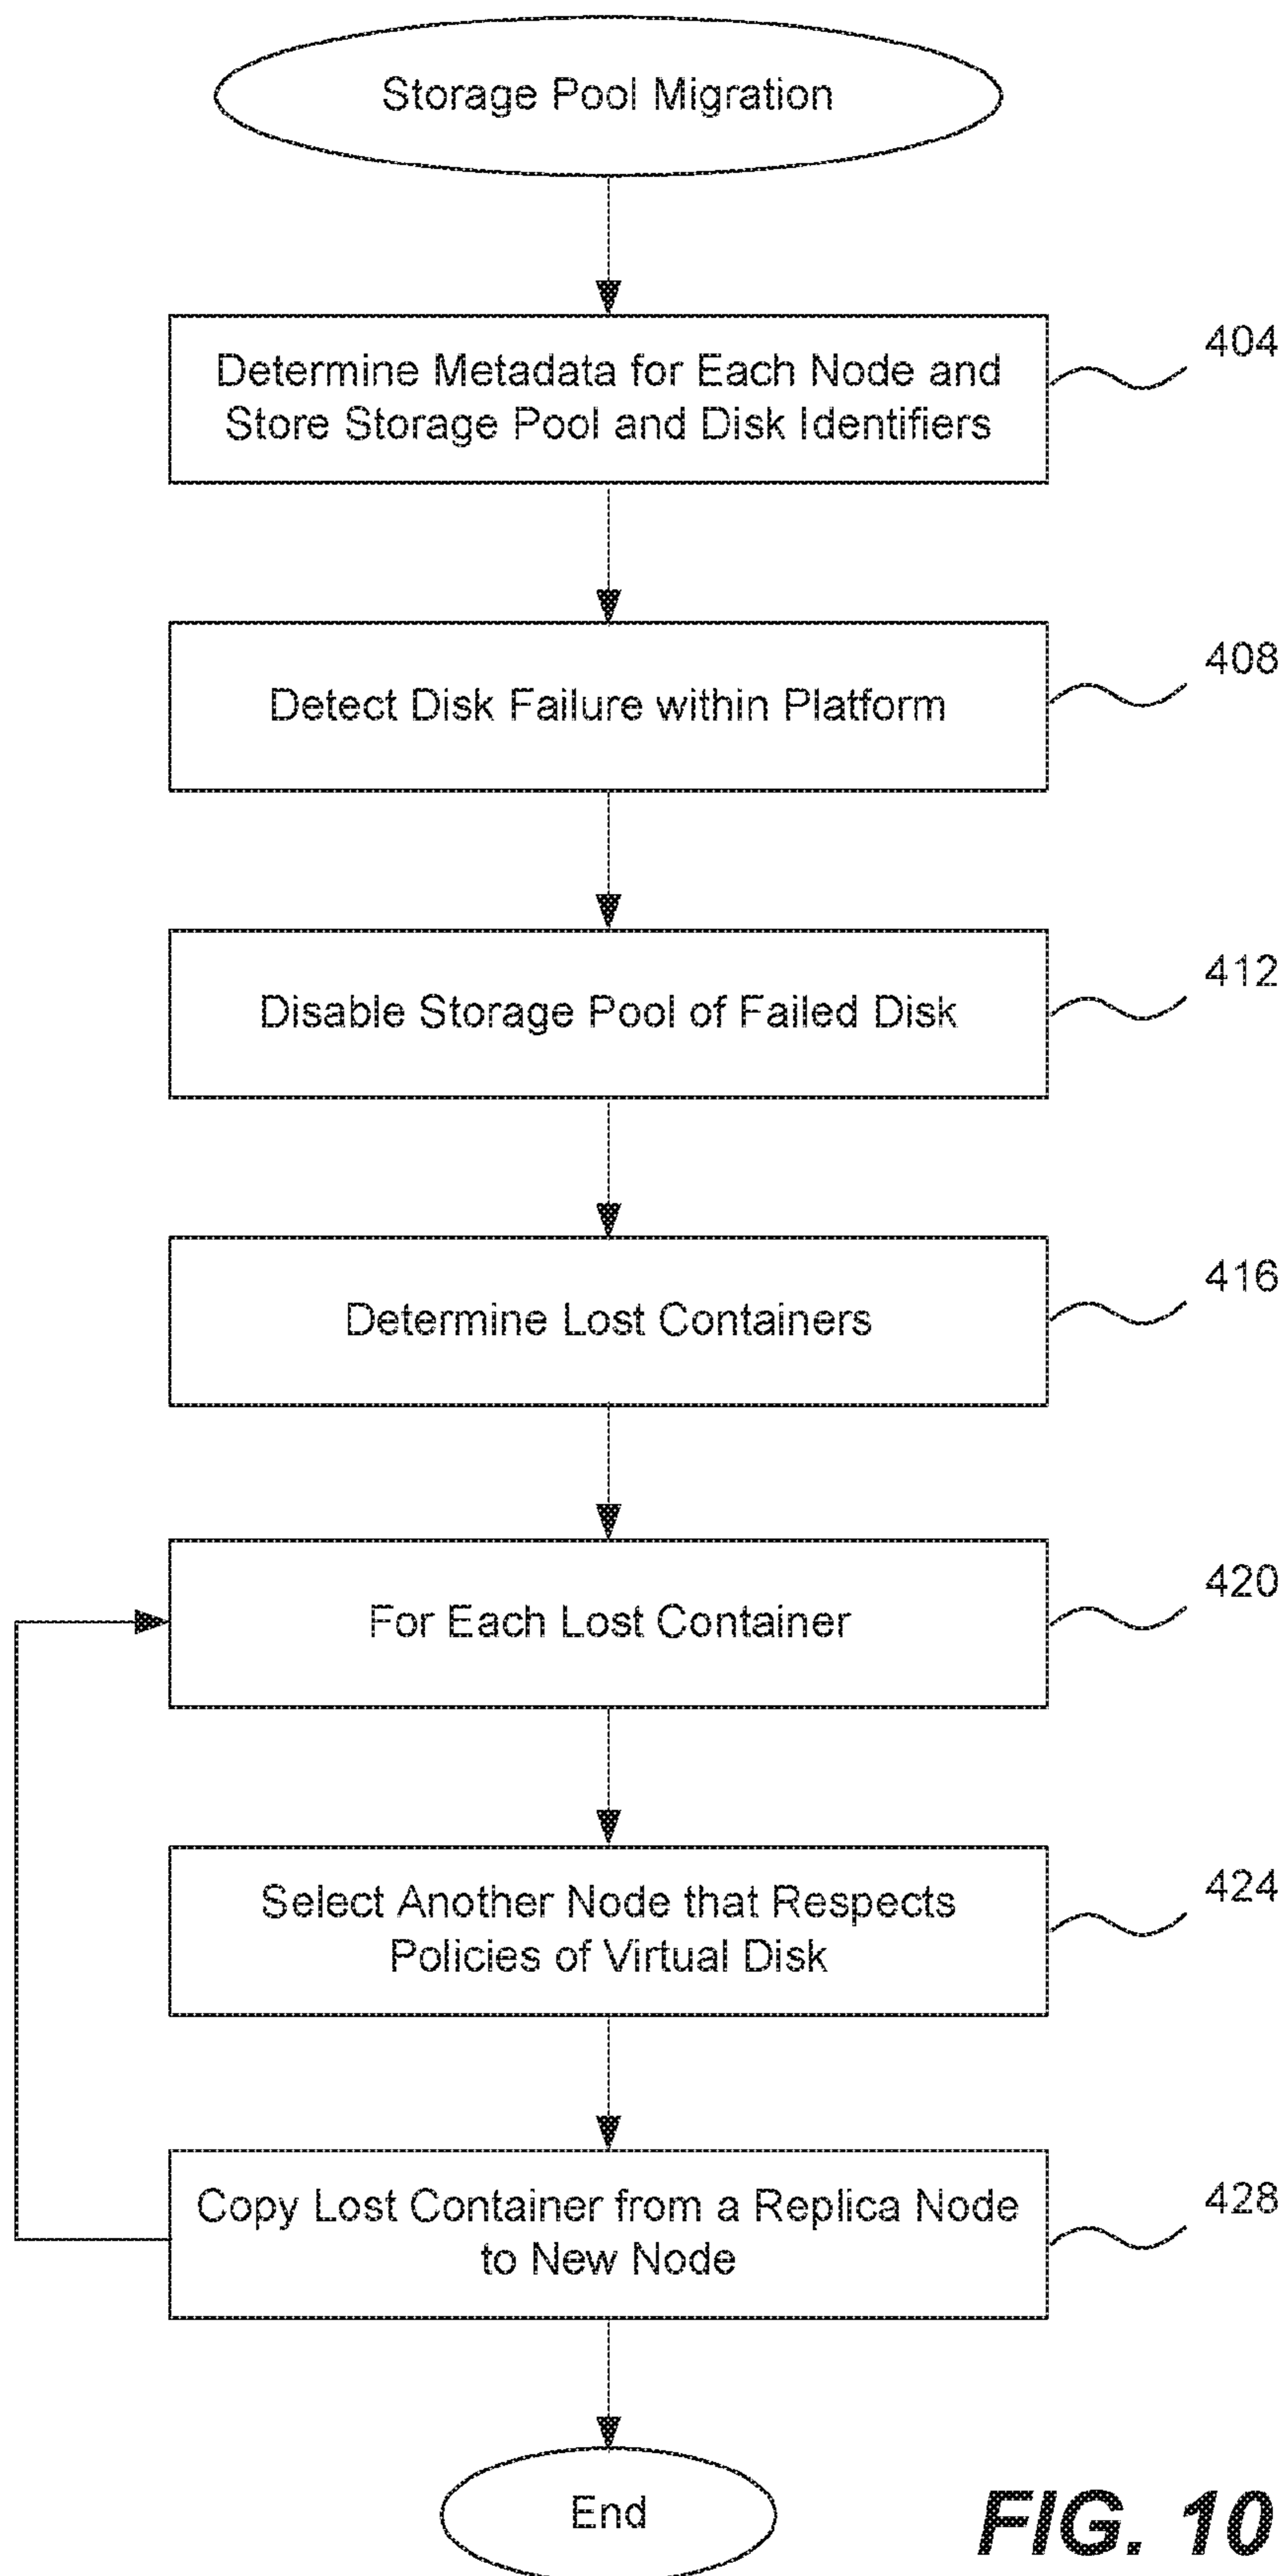 Storage Pool Migration
Determine Metadata for Each Node and
Store Storage Pool and Disk Identifiers
404
Detect Disk Failure within Platform
408
Disable Storage Pool of Failed Disk
412
Determine Lost Containers
416
For Each Lost Container
420
Select Another Node that Respects
Policies of Virtual Disk
424
Copy Lost Container from a Replica Node
to New Node
428
End
FIG. 10